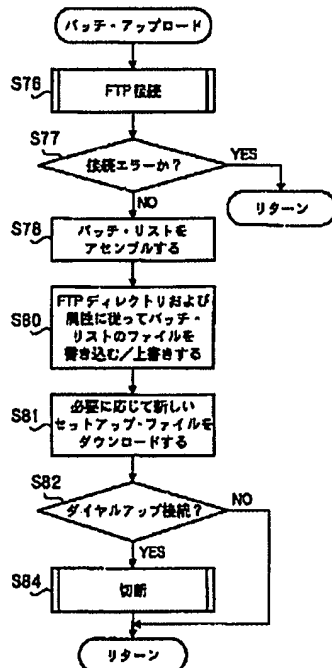 バッチ・アップロード
S76
FTP接続
S77
接続エラーか?
YES
リターン
NO
S78
バッチ・リストを
アセンブルする
S80
FTPディレクトリおよび
属性に従ってバッチ・
リストのファイルを
書き込む/上書きする
S81
必要に応じて新しい
セットアップ・ファイルを
ダウンロードする
S82
ダイヤルアップ接続?
NO
YES
S84
切断
リターン